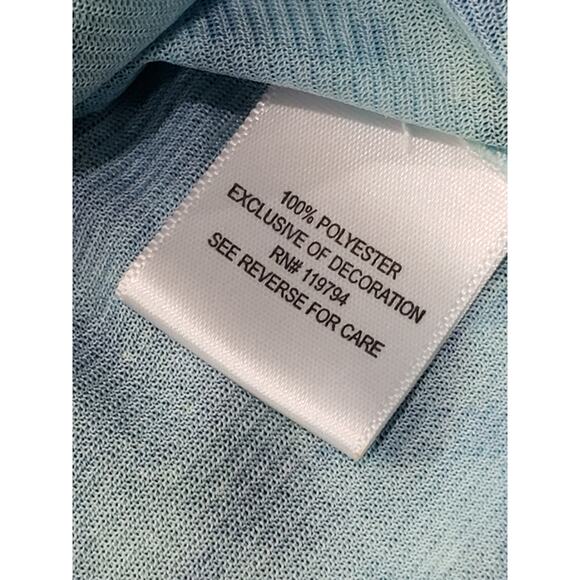 100% POLYESTER
EXCLUSIVE OF DECORATION
RN# 119794
SEE REVERSE FOR CARE